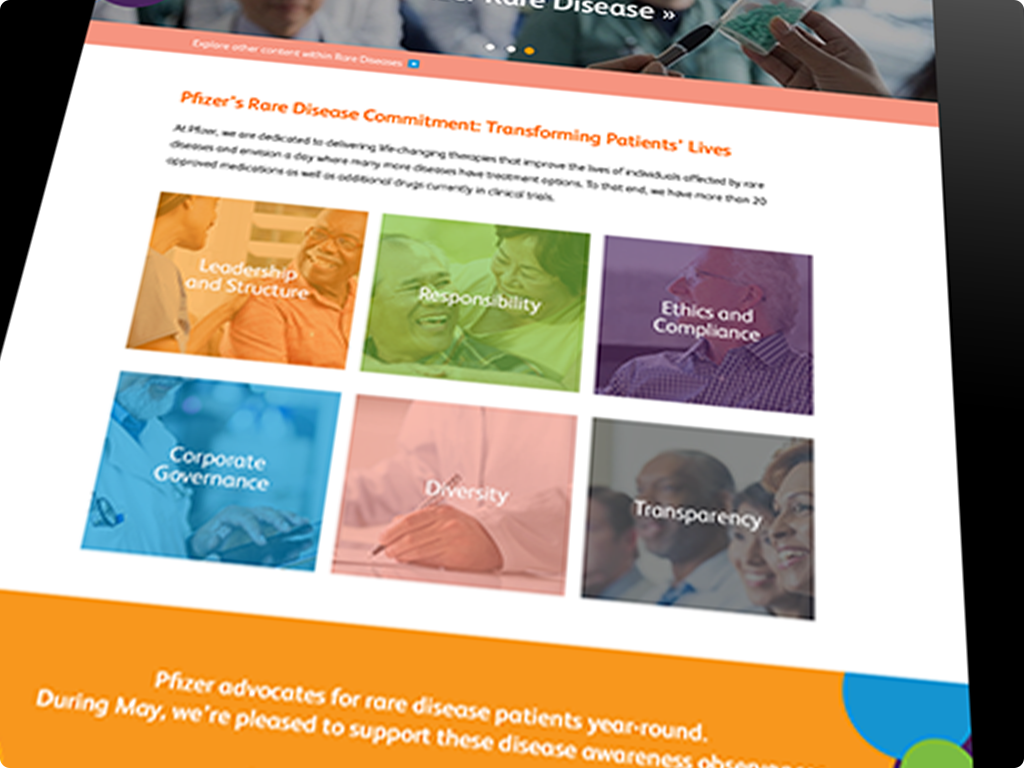 Rare Disease »
Explore other content within Rare Diseases
Pfizer's Rare Disease Commitment: Transforming Patients' Lives
At Pfizer, we are dedicated to delivering life-changing therapies that improve the lives of individuals affected by rare
diseases and envision a day where many more diseases have treatment options. To that end, we have more than 20
approved medications as well as additional drugs currently in clinical trials.
Leadership
and Structure
Responsibility
Ethics and
Compliance
Corporate
Governance
Diversity
Transparency
Pfizer advocates for rare disease patients year-round.
During May, we're pleased to support these disease awareness